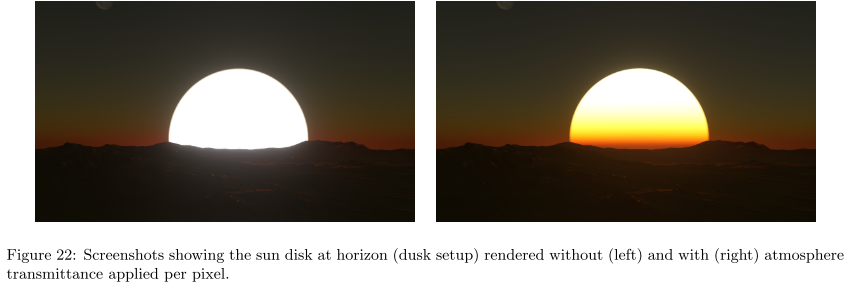 Figure 22: Screenshots showing the sun disk at horizon (dusk setup) rendered without (left) and with (right) atmosphere
transmittance applied per pixel.